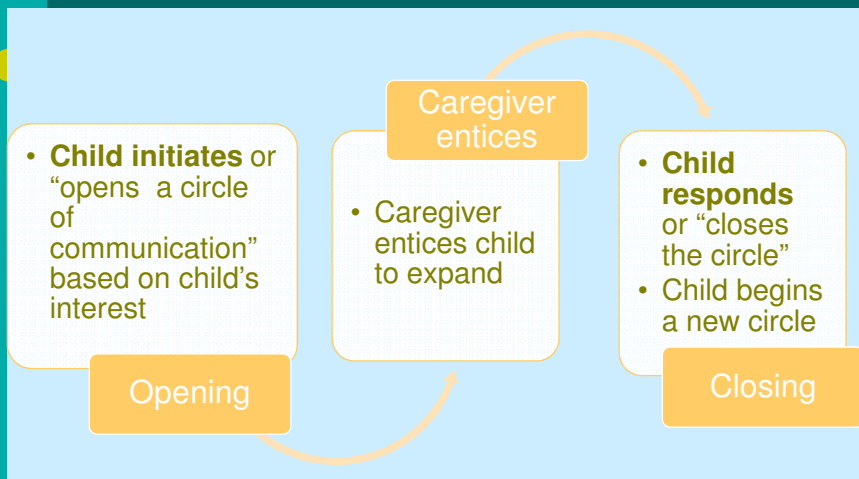 • Child initiates or
“opens a circle
of
communication”
based on child’s
interest
Opening
Caregiver
entices
• Caregiver
entices child
to expand
• Child
responds
or “closes
the circle”
• Child begins
a new circle
Closing